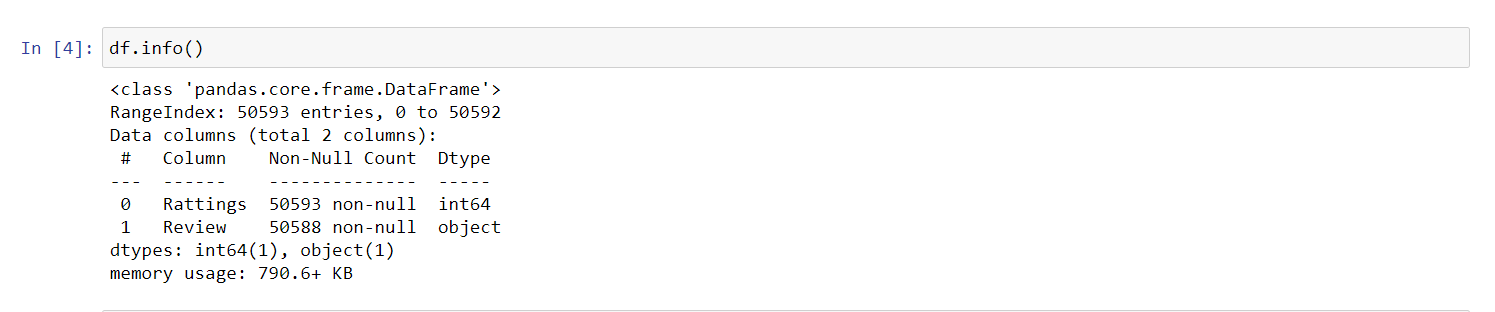 In [4]: df.info()
<class 'pandas.core.frame.DataFrame'>
RangeIndex: 50593 entries, 0 to 50592
Data columns (total 2 columns):
 #   Column    Non-Null Count  Dtype
---  ------    --------------  -----
 0   Rattings  50593 non-null  int64
 1   Review    50588 non-null  object
dtypes: int64(1), object(1)
memory usage: 790.6+ KB